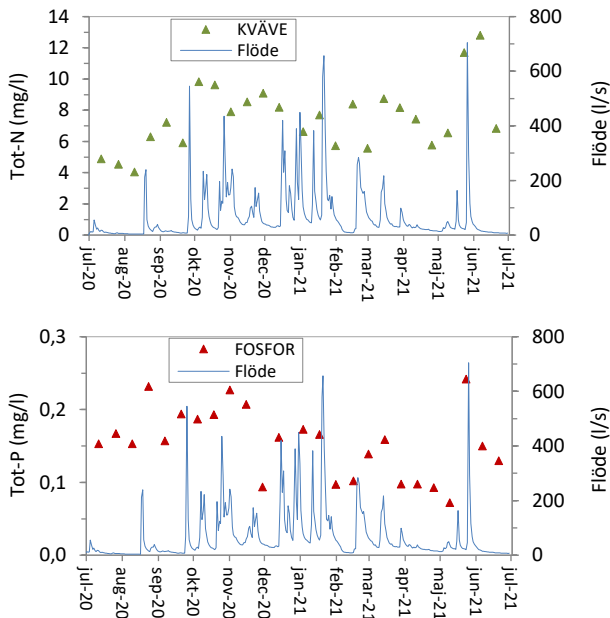 14
12
10
8
6
4
2
0
Tot-N (mg/l)
KVÄVE
Flöde
800
600
400
200
0
Flöde (l/s)
jul-20
aug-20
sep-20
okt-20
nov-20
dec-20
jan-21
feb-21
mar-21
apr-21
maj-21
jun-21
jul-21
0,3
0,2
0,1
0,0
Tot-P (mg/l)
FOSFOR
Flöde
800
600
400
200
0
Flöde (l/s)
jul-20
aug-20
sep-20
okt-20
nov-20
dec-20
jan-21
feb-21
mar-21
apr-21
maj-21
jun-21
jul-21